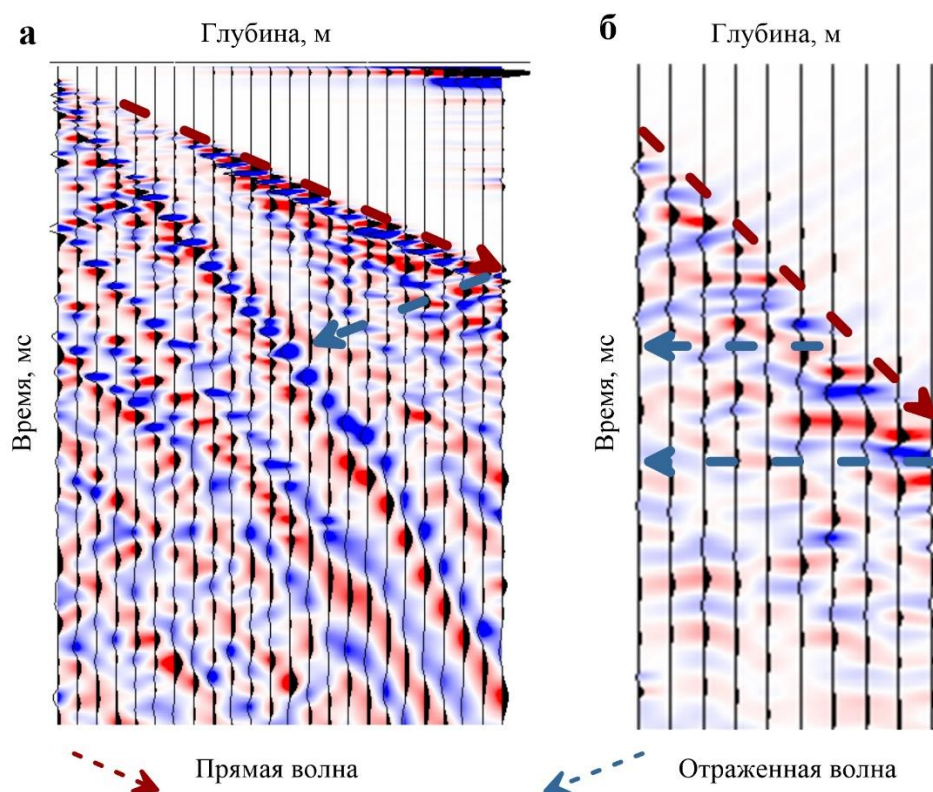 а
Глубина, м
Время, мс
б
Глубина, м
Время, мс
Прямая волна
Отраженная волна